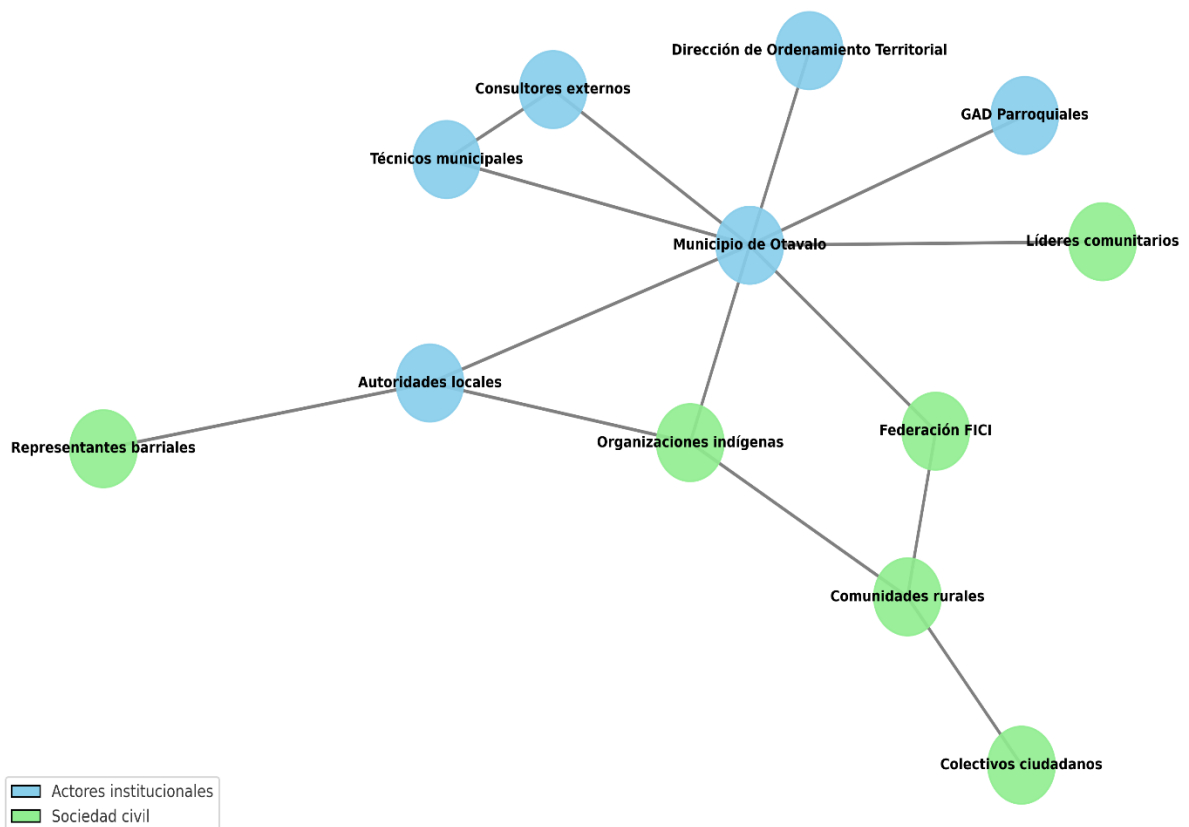 Dirección de Ordenamiento Territorial
Consultores externos
GAD Parroquiales
Técnicos municipales
Líderes comunitarios
Municipio de Otavalo
Autoridades locales
Federación FICI
Organizaciones indígenas
Representantes barriales
Comunidades rurales
Colectivos ciudadanos
Actores institucionales
Sociedad civil